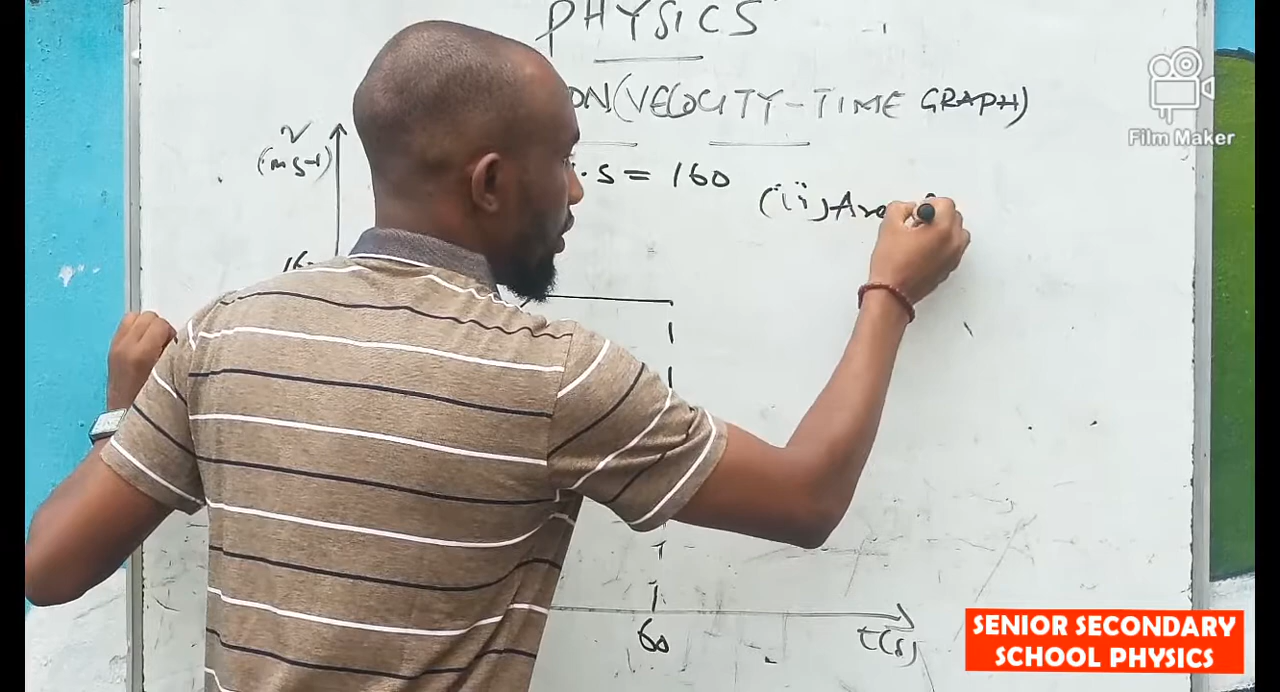 PHYSICS
ON(VELOCITY-TIME GRAPH)
V
(ms-1)
.S = 160
(ii) Are
60
t(s)
Film Maker
SENIOR SECONDARY
SCHOOL PHYSICS